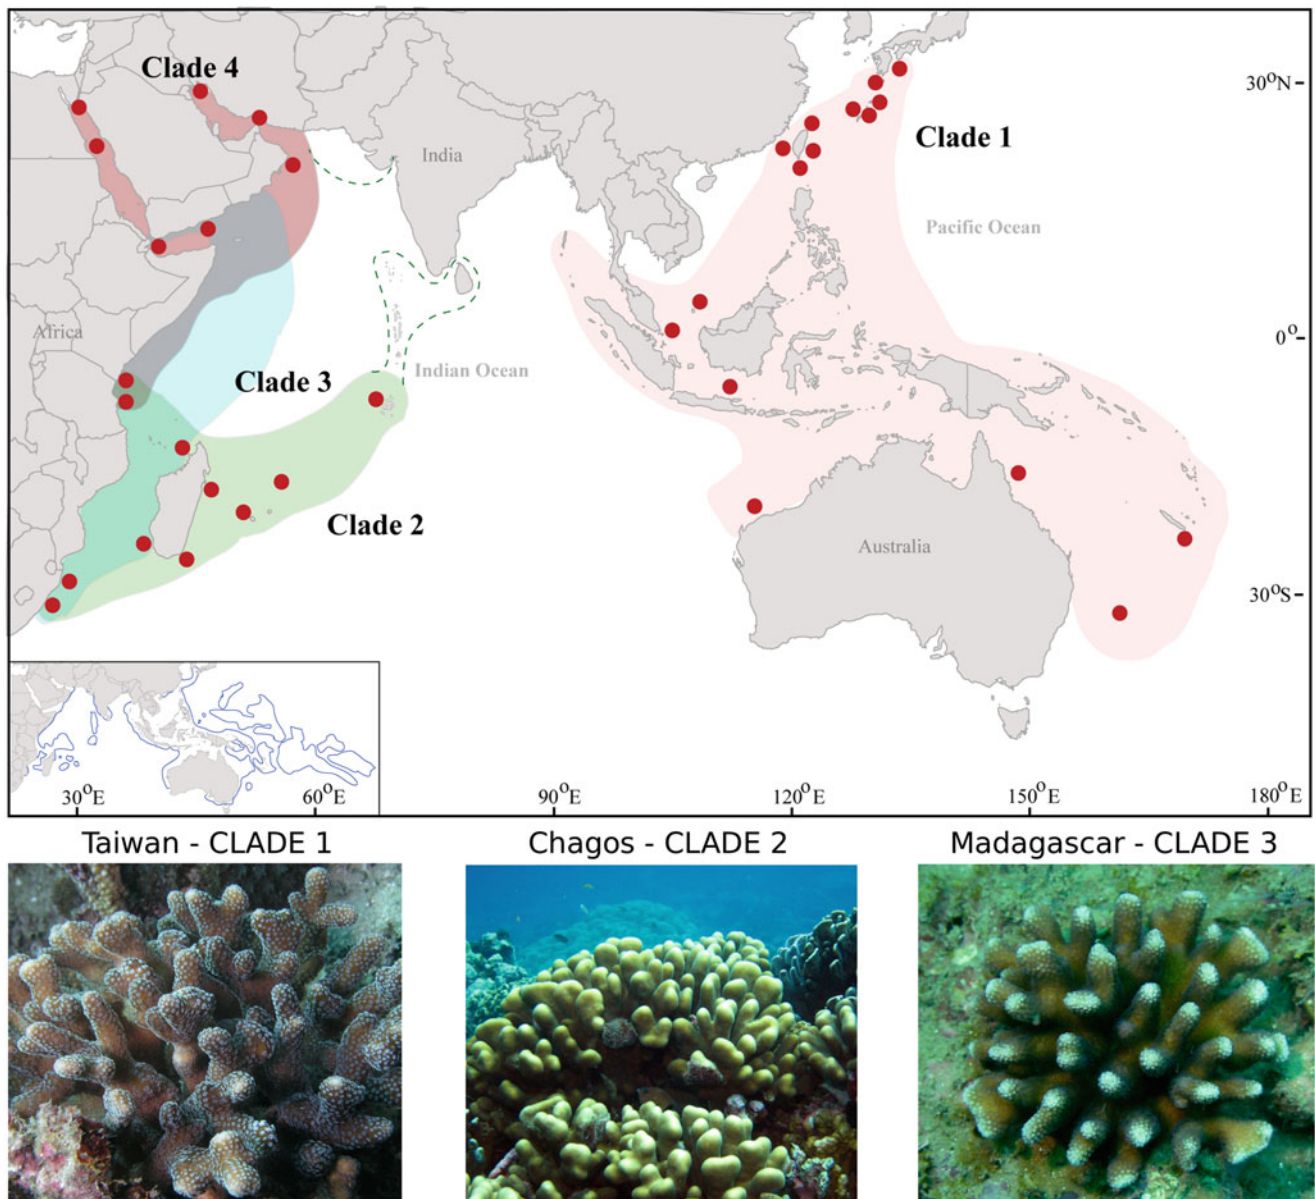 Clade 4
30°N
Clade 1
India
Pacific Ocean
Africa
0°
Clade 3
Indian Ocean
Clade 2
Australia
30°S
30°E
60°E
90°E
120°E
150°E
180°E
Taiwan - CLADE 1
Chagos - CLADE 2
Madagascar - CLADE 3